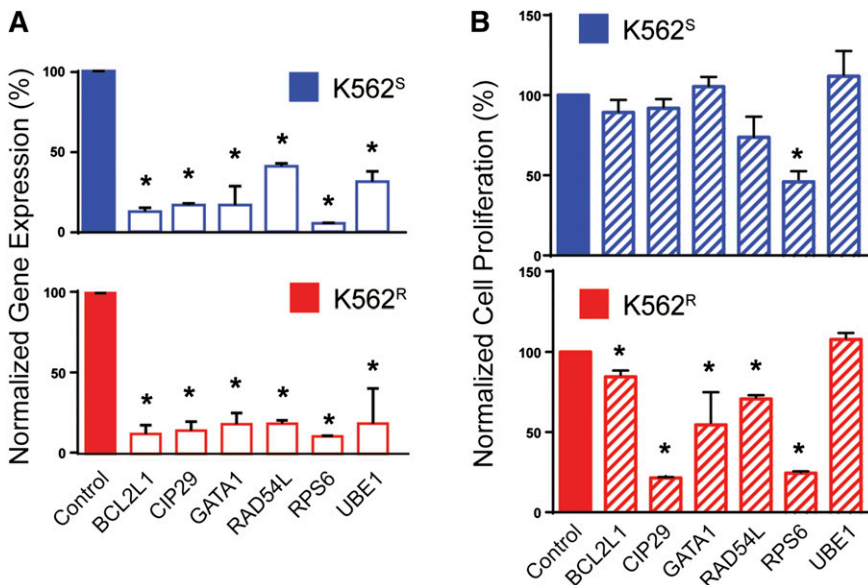 A
Normalized Gene Expression (%)
100
50
0
K562ˢ
* * * * * *
100
50
0
K562ᴿ
* * * * * *
Control
BCL2L1
CIP29
GATA1
RAD54L
RPS6
UBE1
B
Normalized Cell Proliferation (%)
150
100
50
0
K562ˢ
*
150
100
50
0
K562ᴿ
* * * * *
Control
BCL2L1
CIP29
GATA1
RAD54L
RPS6
UBE1